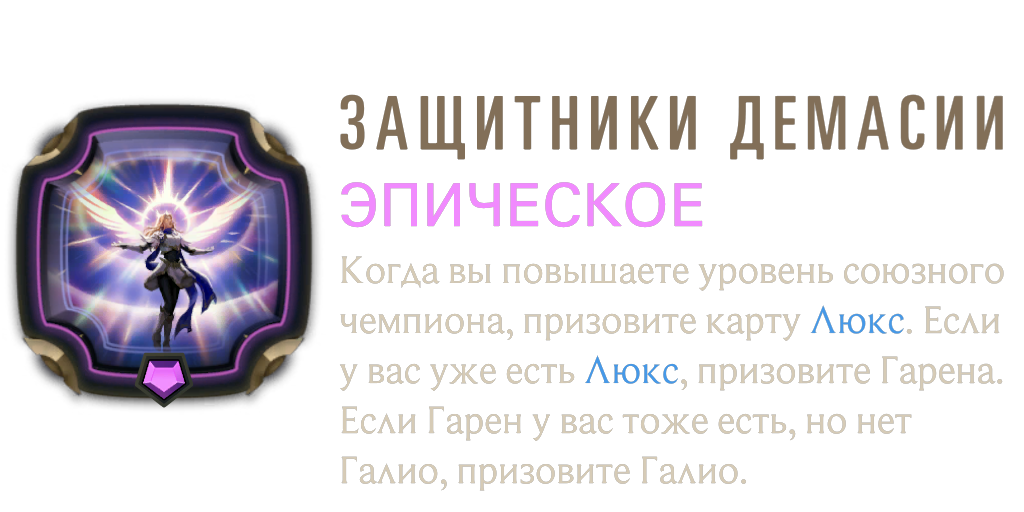 ЗАЩИТНИКИ ДЕМАСИИ
ЭПИЧЕСКОЕ
Когда вы повышаете уровень союзного
чемпиона, призовите карту Люкс. Если
у вас уже есть Люкс, призовите Гарена.
Если Гарен у вас тоже есть, но нет
Галио, призовите Галио.